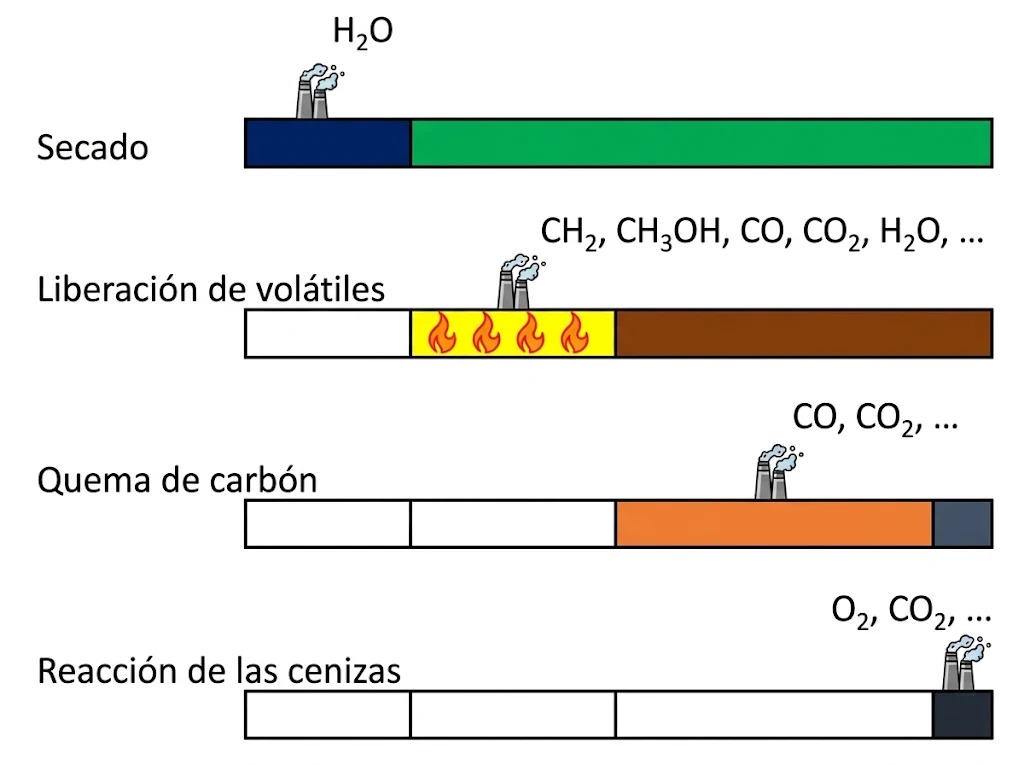 H₂O
Secado
CH₂, CH₃OH, CO, CO₂, H₂O, ...
Liberación de volátiles
CO, CO₂, ...
Quema de carbón
O₂, CO₂, ...
Reacción de las cenizas